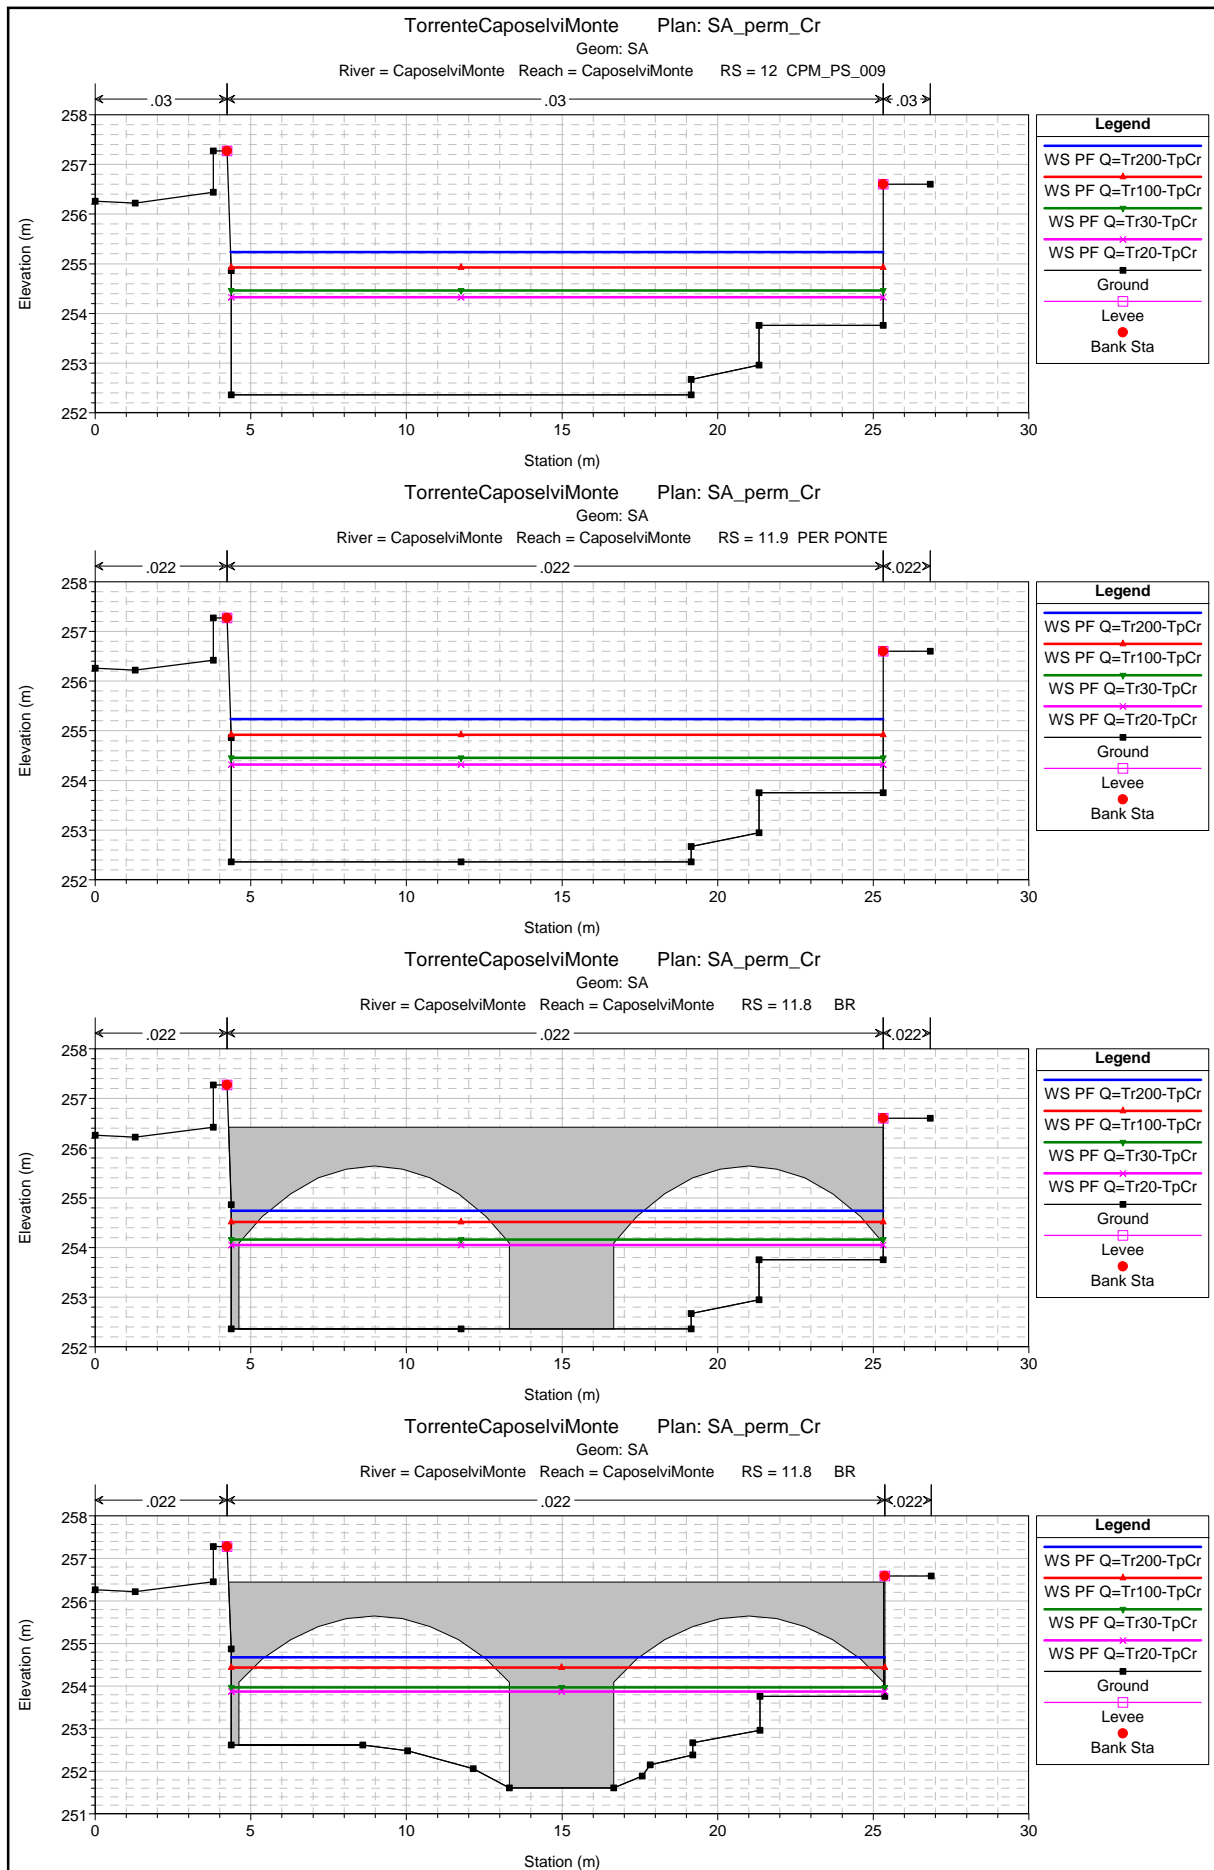 TorrenteCaposelviMonte Plan: SA_perm_Cr
Geom: SA
River = CaposelviMonte Reach = CaposelviMonte RS = 12 CPM_PS_009
.03 .03 .03
258
257
256
255
254
253
252
0 5 10 15 20 25 30
Station (m)
Elevation (m)
Legend
WS PF Q=Tr200-TpCr
WS PF Q=Tr100-TpCr
WS PF Q=Tr30-TpCr
WS PF Q=Tr20-TpCr
Ground
Levee
Bank Sta
TorrenteCaposelviMonte Plan: SA_perm_Cr
Geom: SA
River = CaposelviMonte Reach = CaposelviMonte RS = 11.9 PER PONTE
.022 .022 .022
258
257
256
255
254
253
252
0 5 10 15 20 25 30
Station (m)
Elevation (m)
Legend
WS PF Q=Tr200-TpCr
WS PF Q=Tr100-TpCr
WS PF Q=Tr30-TpCr
WS PF Q=Tr20-TpCr
Ground
Levee
Bank Sta
TorrenteCaposelviMonte Plan: SA_perm_Cr
Geom: SA
River = CaposelviMonte Reach = CaposelviMonte RS = 11.8 BR
.022 .022 .022
258
257
256
255
254
253
252
0 5 10 15 20 25 30
Station (m)
Elevation (m)
Legend
WS PF Q=Tr200-TpCr
WS PF Q=Tr100-TpCr
WS PF Q=Tr30-TpCr
WS PF Q=Tr20-TpCr
Ground
Levee
Bank Sta
TorrenteCaposelviMonte Plan: SA_perm_Cr
Geom: SA
River = CaposelviMonte Reach = CaposelviMonte RS = 11.8 BR
.022 .022 .022
258
257
256
255
254
253
252
251
0 5 10 15 20 25 30
Station (m)
Elevation (m)
Legend
WS PF Q=Tr200-TpCr
WS PF Q=Tr100-TpCr
WS PF Q=Tr30-TpCr
WS PF Q=Tr20-TpCr
Ground
Levee
Bank Sta